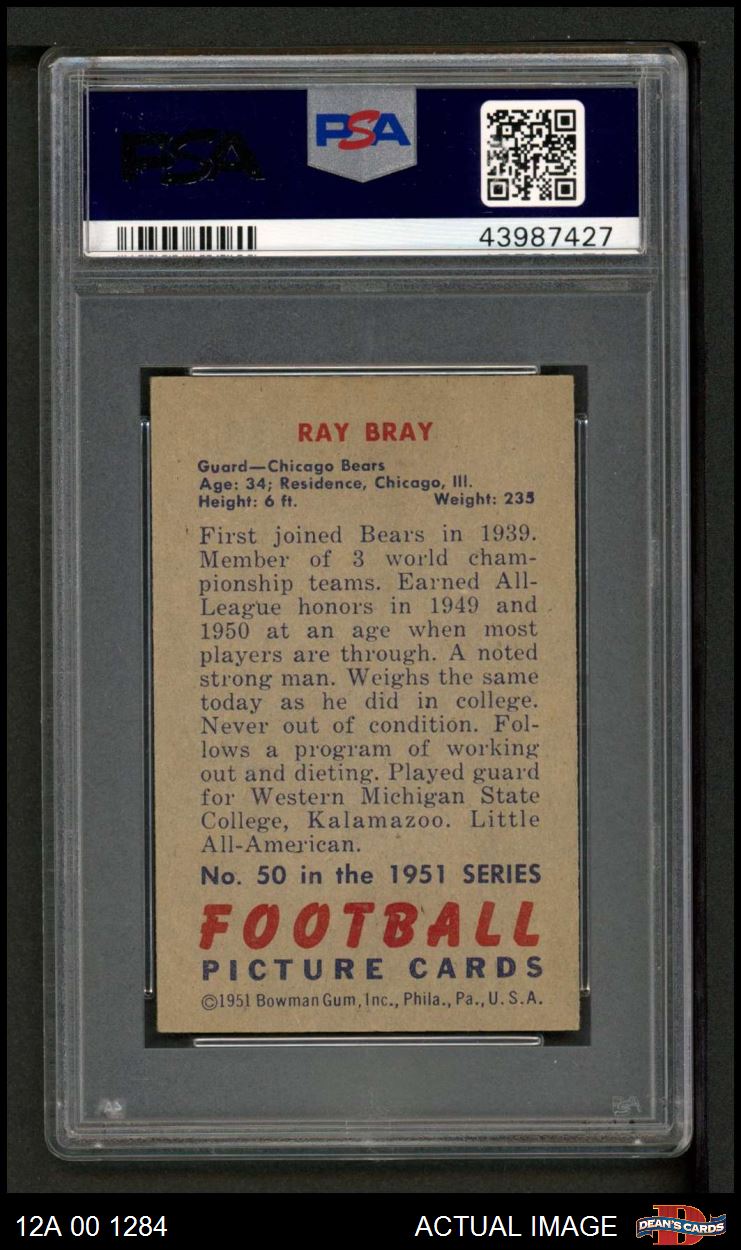 PSA
PSA
43987427
RAY BRAY
Guard—Chicago Bears
Age: 34; Residence, Chicago, Ill.
Height: 6 ft. Weight: 235
First joined Bears in 1939.
Member of 3 world cham-
pionship teams. Earned All-
League honors in 1949 and
1950 at an age when most
players are through. A noted
strong man. Weighs the same
today as he did in college.
Never out of condition. Fol-
lows a program of working
out and dieting. Played guard
for Western Michigan State
College, Kalamazoo. Little
All-American.
No. 50 in the 1951 SERIES
FOOTBALL
PICTURE CARDS
©1951 Bowman Gum, Inc., Phila., Pa., U.S.A.
PSA
12A 00 1284 ACTUAL IMAGE DEAN'S CARDS